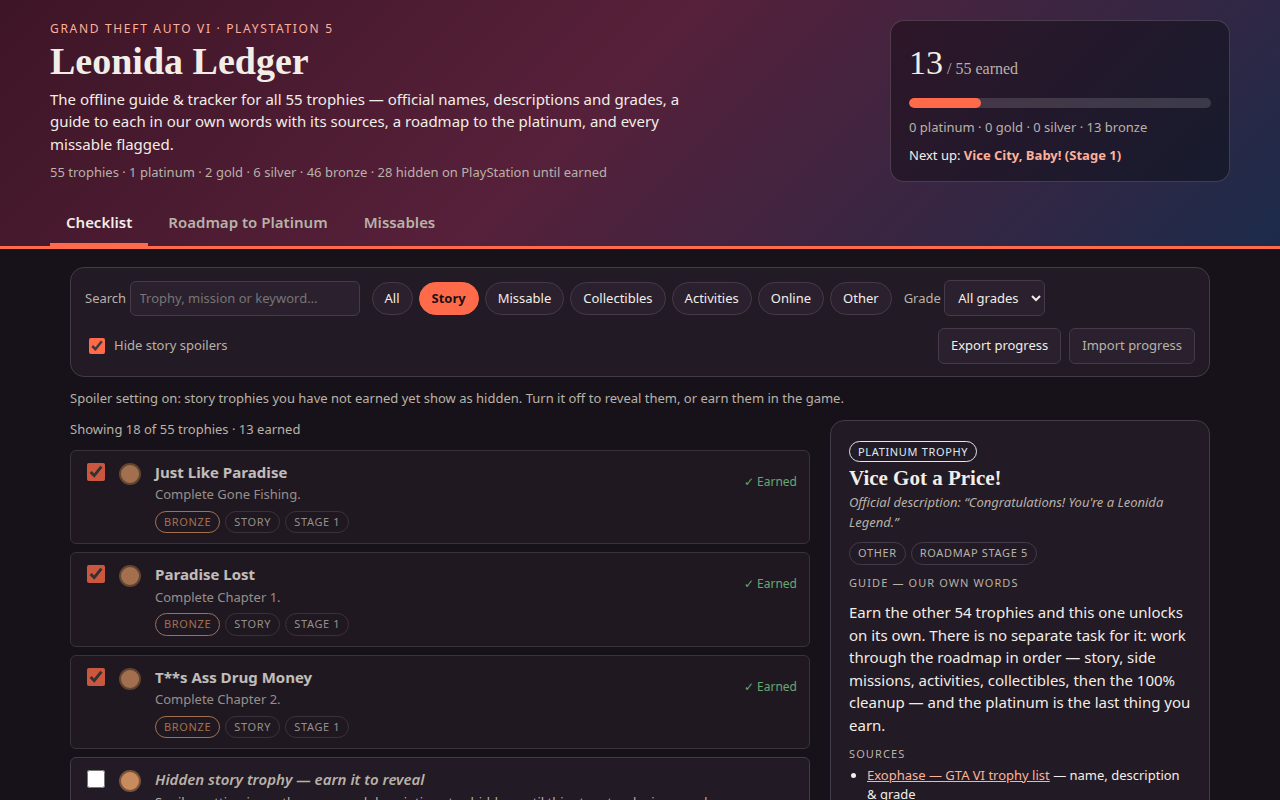 GRAND THEFT AUTO VI · PLAYSTATION 5
Leonida Ledger
The offline guide & tracker for all 55 trophies — official names, descriptions and grades, a
guide to each in our own words with its sources, a roadmap to the platinum, and every
missable flagged.
55 trophies · 1 platinum · 2 gold · 6 silver · 46 bronze · 28 hidden on PlayStation until earned
13 / 55 earned
0 platinum · 0 gold · 0 silver · 13 bronze
Next up: Vice City, Baby! (Stage 1)
Checklist Roadmap to Platinum Missables
Search Trophy, mission or keyword... All Story Missable Collectibles Activities Online Other Grade All grades
Hide story spoilers Export progress Import progress
Spoiler setting on: story trophies you have not earned yet show as hidden. Turn it off to reveal them, or earn them in the game.
Showing 18 of 55 trophies · 13 earned
Just Like Paradise
✓ Earned
Complete Gone Fishing.
BRONZE STORY STAGE 1
Paradise Lost
✓ Earned
Complete Chapter 1.
BRONZE STORY STAGE 1
T**s Ass Drug Money
✓ Earned
Complete Chapter 2.
BRONZE STORY STAGE 1
Hidden story trophy — earn it to reveal
PLATINUM TROPHY
Vice Got a Price!
Official description: “Congratulations! You're a Leonida
Legend.”
OTHER ROADMAP STAGE 5
GUIDE — OUR OWN WORDS
Earn the other 54 trophies and this one unlocks
on its own. There is no separate task for it: work
through the roadmap in order — story, side
missions, activities, collectibles, then the 100%
cleanup — and the platinum is the last thing you
earn.
SOURCES
Exophase — GTA VI trophy list — name, description
& grade